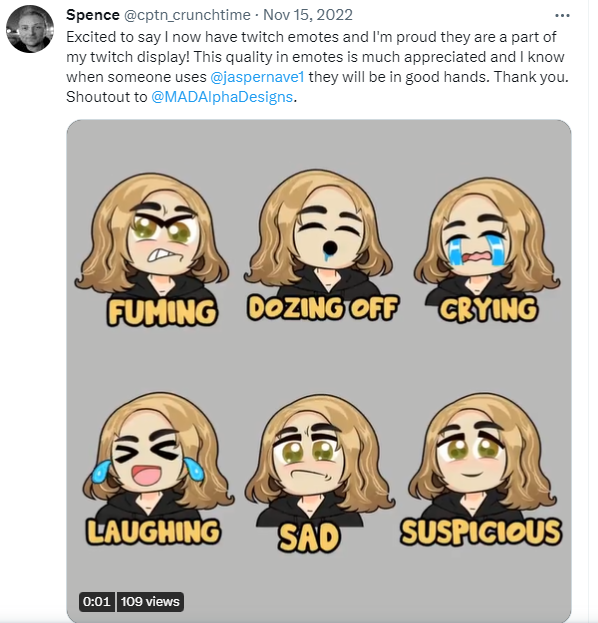 Spence @cptn_crunchtime · Nov 15, 2022 ...
Excited to say I now have twitch emotes and I'm proud they are a part of
my twitch display! This quality in emotes is much appreciated and I know
when someone uses @jaspernave1 they will be in good hands. Thank you.
Shoutout to @MADAlphaDesigns.
FUMING DOZING OFF CRYING
LAUGHING SAD SUSPICIOUS
0:01 109 views